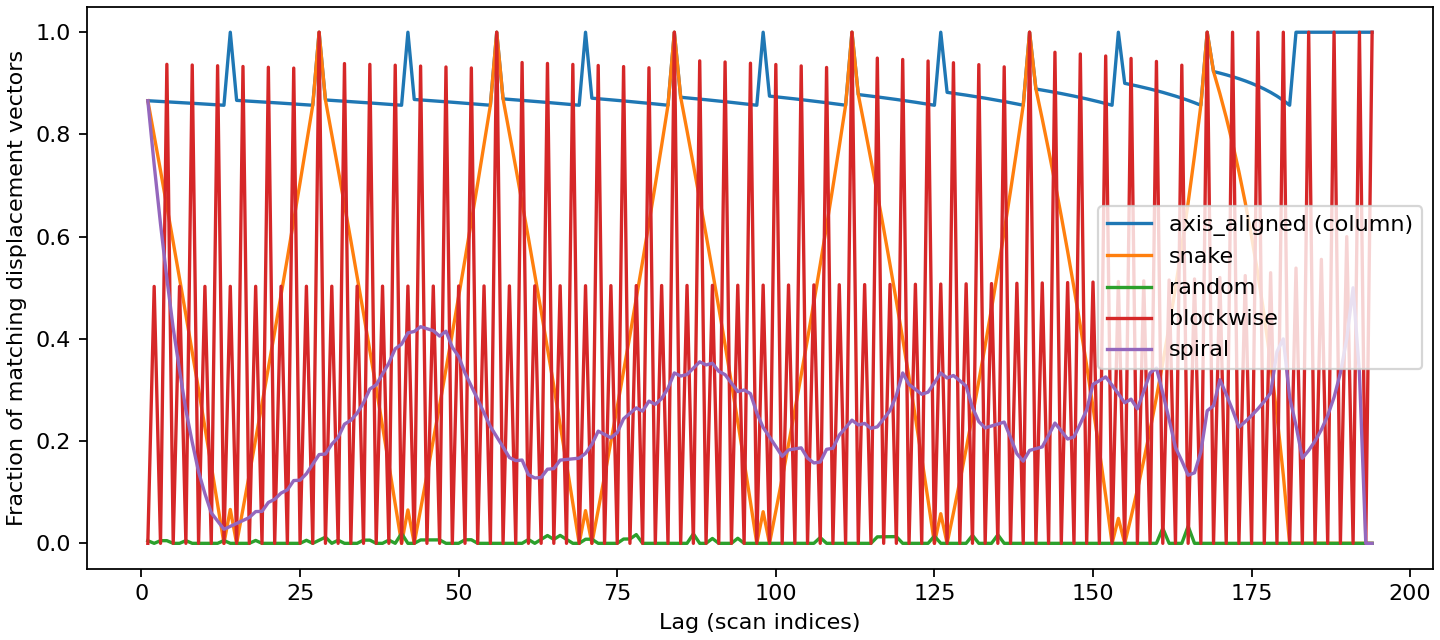 Fraction of matching displacement vectors
1.0
0.8
0.6
0.4
0.2
0.0
axis_aligned (column)
snake
random
blockwise
spiral
0 25 50 75 100 125 150 175 200
Lag (scan indices)